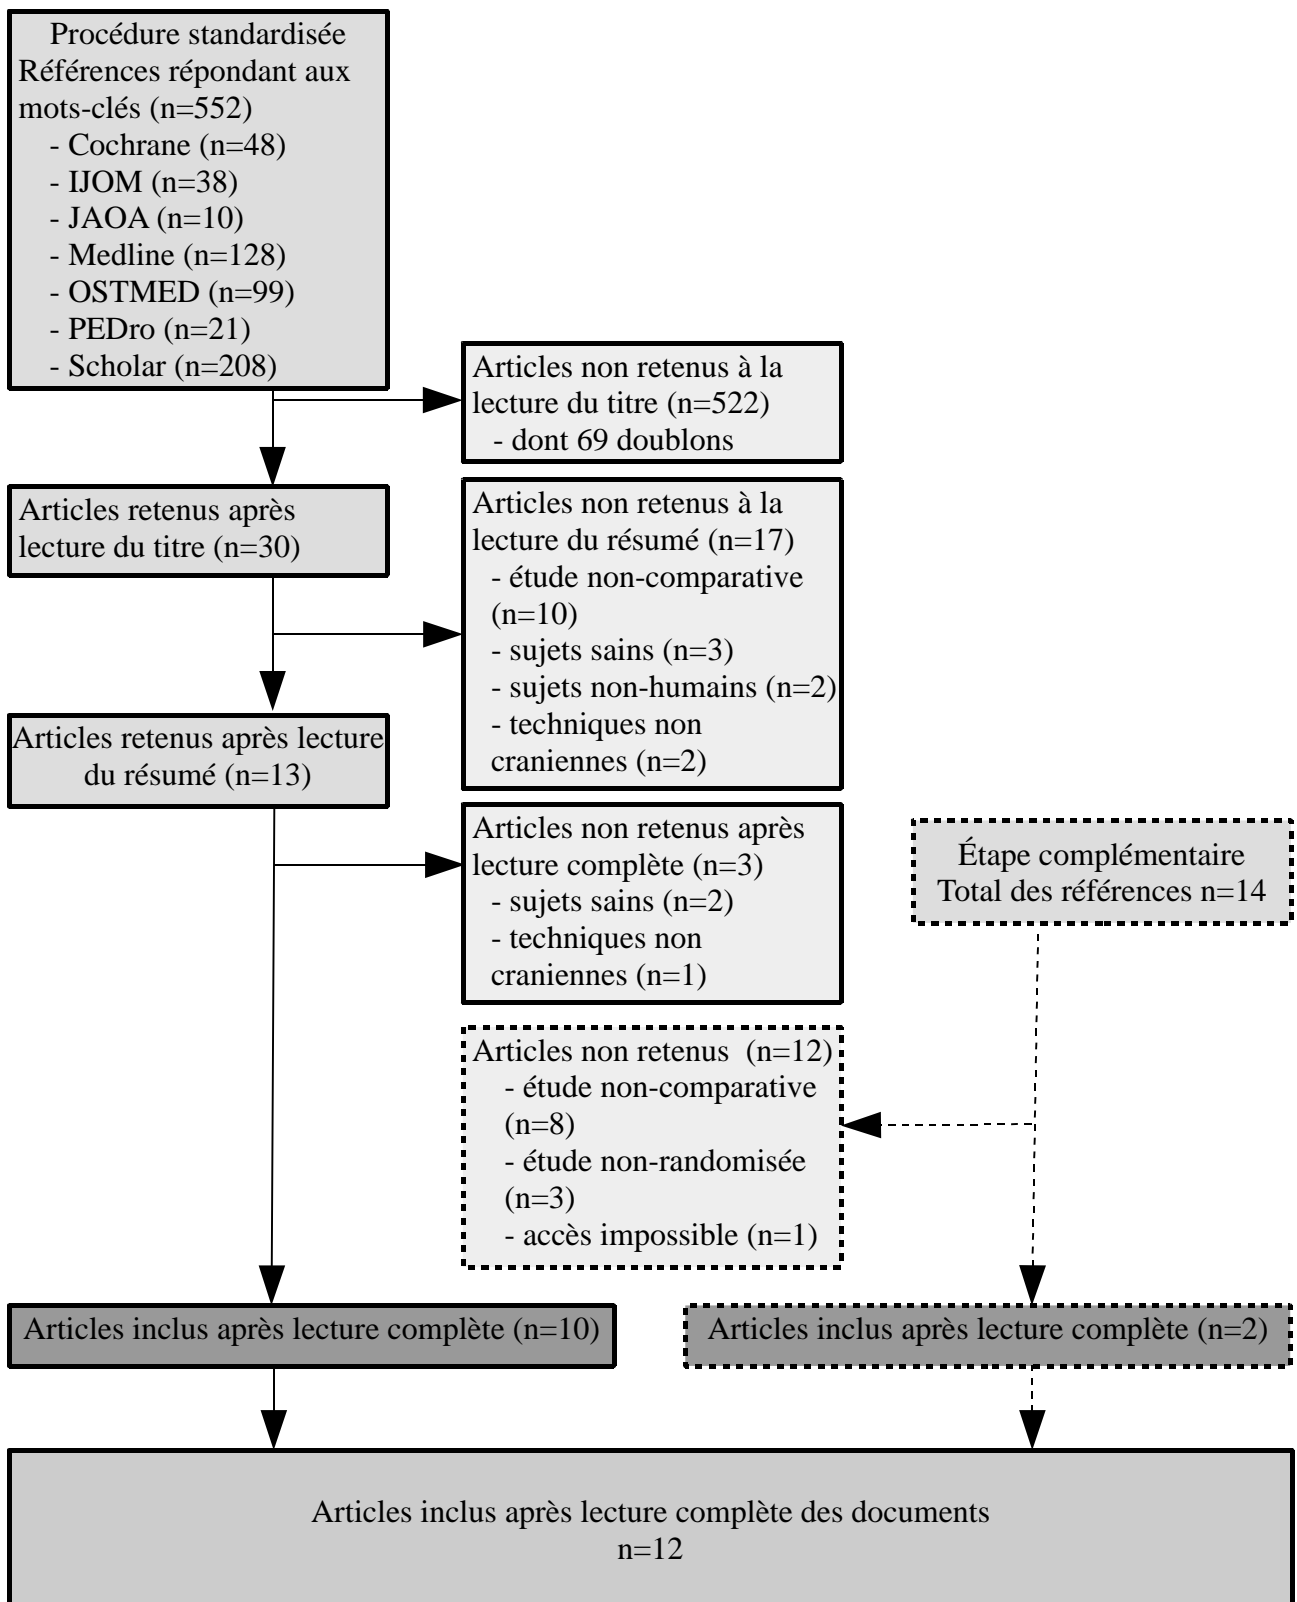 Procédure standardisée
Références répondant aux
mots-clés (n=552)
- Cochrane (n=48)
- IJOM (n=38)
- JAOA (n=10)
- Medline (n=128)
- OSTMED (n=99)
- PEDro (n=21)
- Scholar (n=208)
Articles non retenus à la
lecture du titre (n=522)
- dont 69 doublons
Articles retenus après
lecture du titre (n=30)
Articles non retenus à la
lecture du résumé (n=17)
- étude non-comparative
(n=10)
- sujets sains (n=3)
- sujets non-humains (n=2)
- techniques non
craniennes (n=2)
Articles retenus après lecture
du résumé (n=13)
Articles non retenus après
lecture complète (n=3)
- sujets sains (n=2)
- techniques non
craniennes (n=1)
Étape complémentaire
Total des références n=14
Articles non retenus  (n=12)
- étude non-comparative
(n=8)
- étude non-randomisée
(n=3)
- accès impossible (n=1)
Articles inclus après lecture complète (n=10)
Articles inclus après lecture complète (n=2)
Articles inclus après lecture complète des documents
n=12